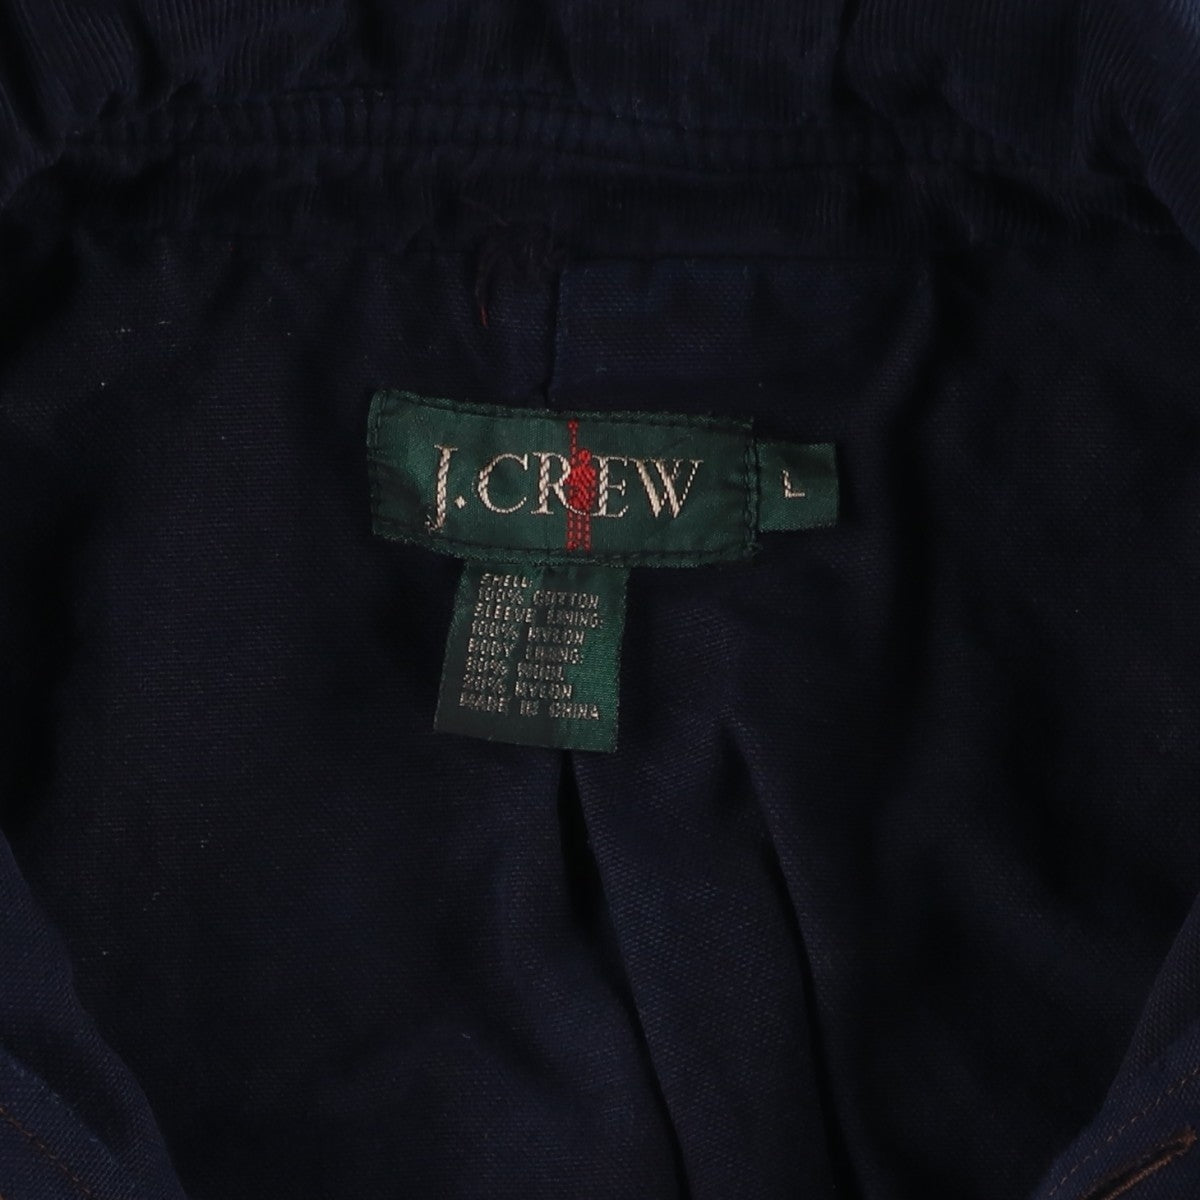 J.CREW
L
SHELL:
100% COTTON
SLEEVE LINING:
100% NYLON
BODY LINING:
80% WOOL
20% NYLON
MADE IN CHINA